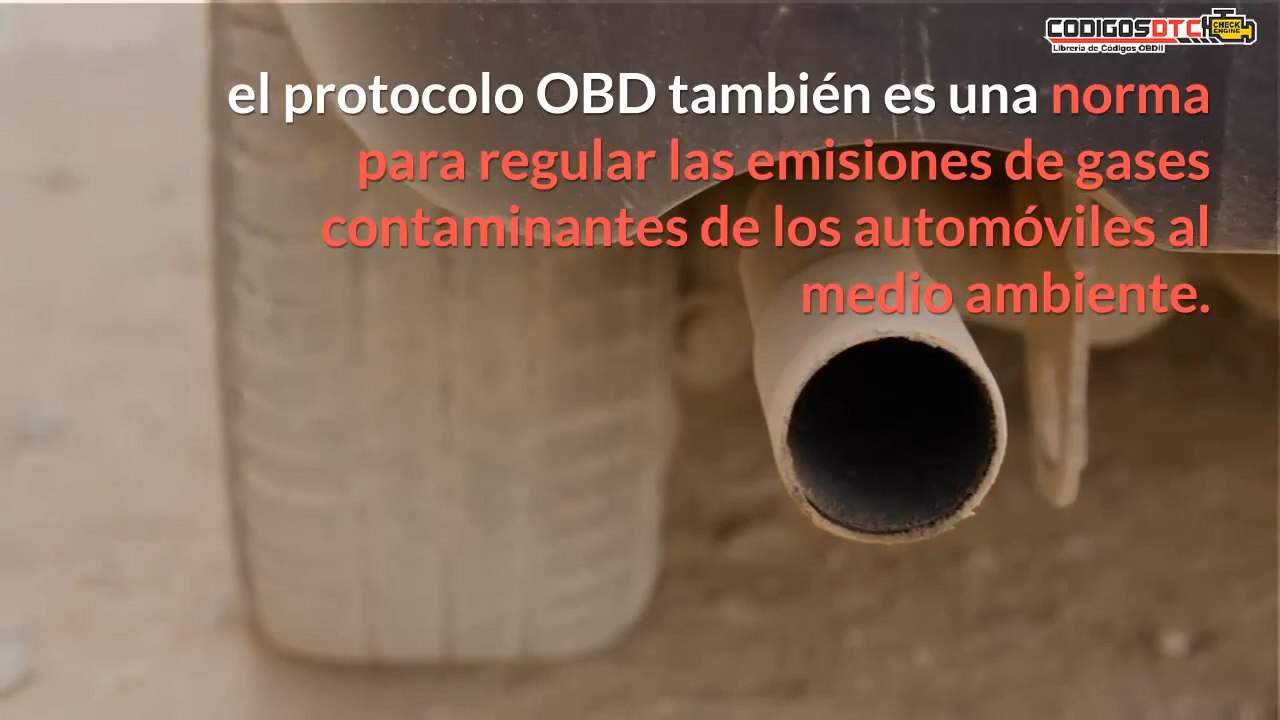 CODIGOSDTC
CHECK
ENGINE
Librería de Códigos OBDII
el protocolo OBD también es una norma
para regular las emisiones de gases
contaminantes de los automóviles al
medio ambiente.